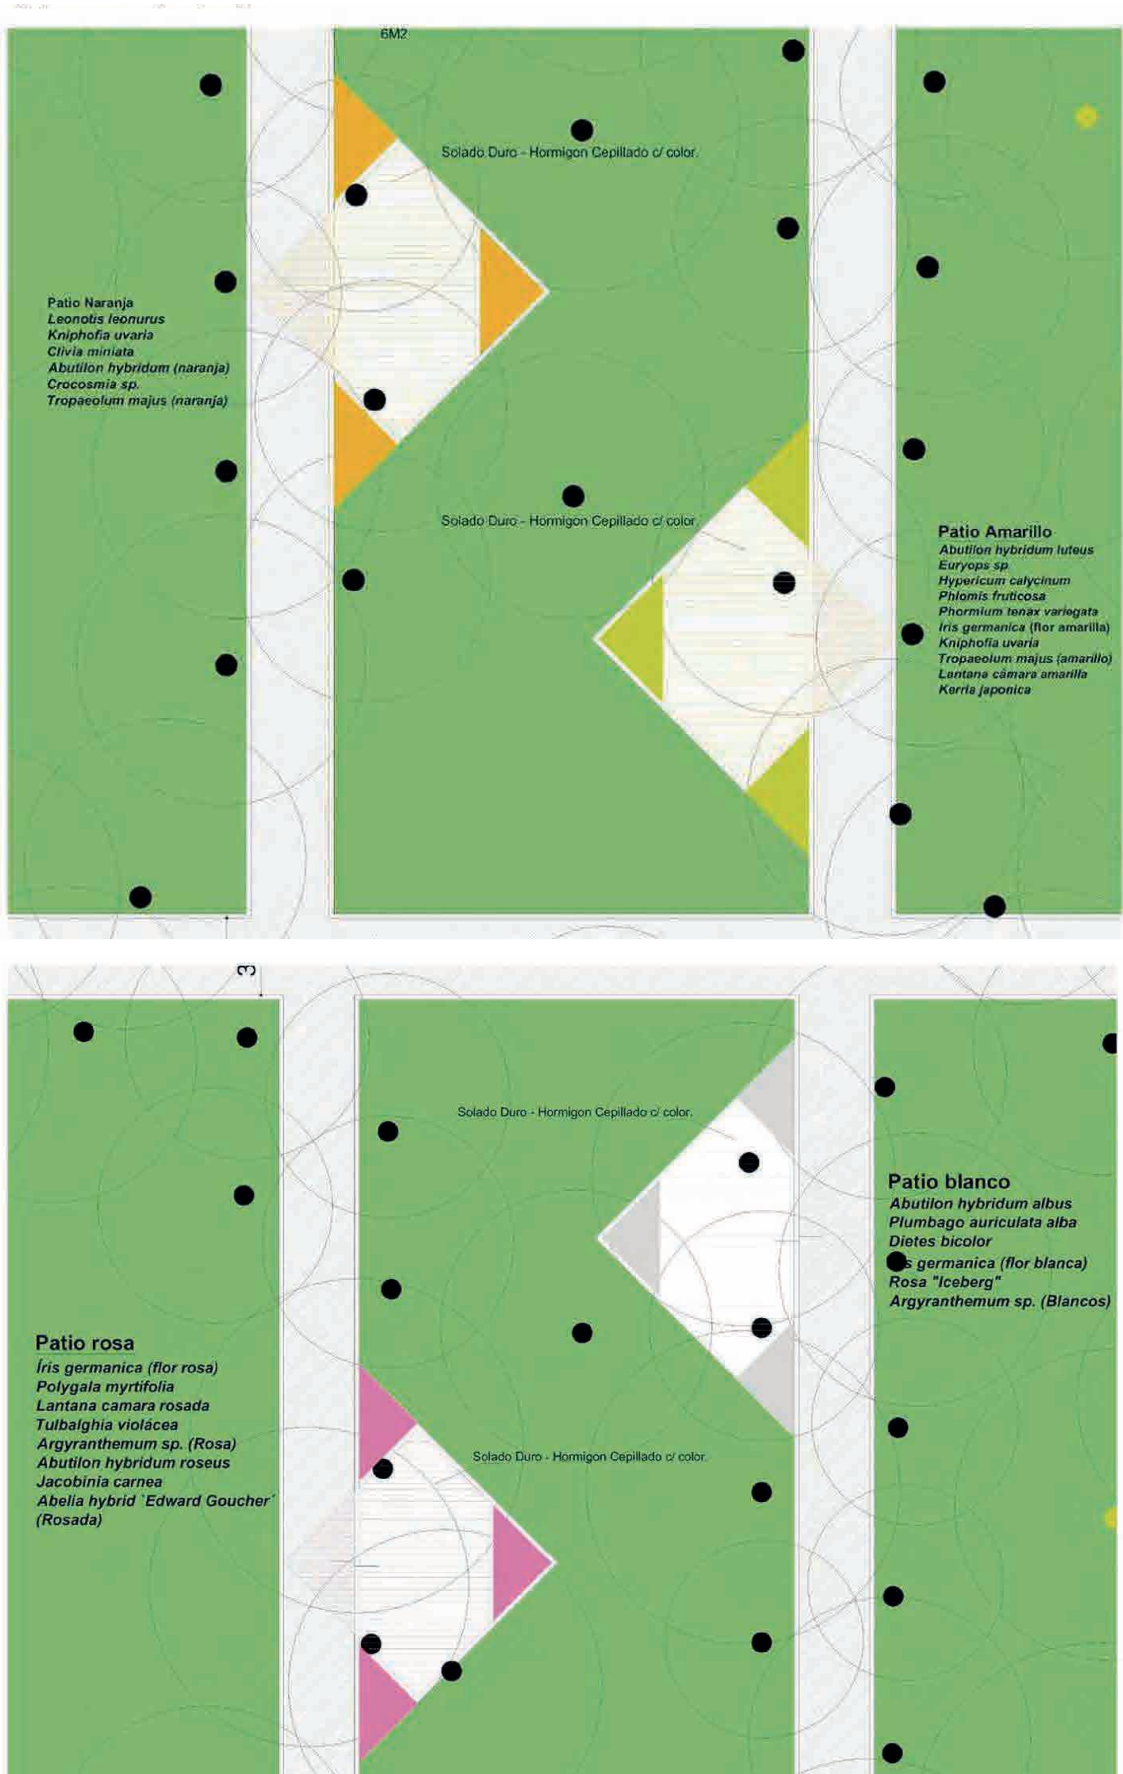 6M2
Solado Duro - Hormigon Cepillado c/ color.
Patio Naranja
Leonotis leonurus
Kniphofia uvaria
Clivia miniata
Abutilon hybridum (naranja)
Crocosmia sp.
Tropaeolum majus (naranja)
Solado Duro - Hormigon Cepillado c/ color.
Patio Amarillo
Abutilon hybridum luteus
Euryops sp
Hypericum calycinum
Phlomis fruticosa
Phormium tenax variegata
Iris germanica (flor amarilla)
Kniphofia uvaria
Tropaeolum majus (amarillo)
Lantana cámara amarilla
Kerria japonica
3
Solado Duro - Hormigon Cepillado c/ color.
Patio blanco
Abutilon hybridum albus
Plumbago auriculata alba
Dietes bicolor
germanica (flor blanca)
Rosa "Iceberg"
Argyranthemum sp. (Blancos)
Patio rosa
Íris germanica (flor rosa)
Polygala myrtifolia
Lantana camara rosada
Tulbalghia violácea
Argyranthemum sp. (Rosa)
Abutilon hybridum roseus
Jacobinia carnea
Abelia hybrid ´Edward Goucher´
(Rosada)
Solado Duro - Hormigon Cepillado c/ color.